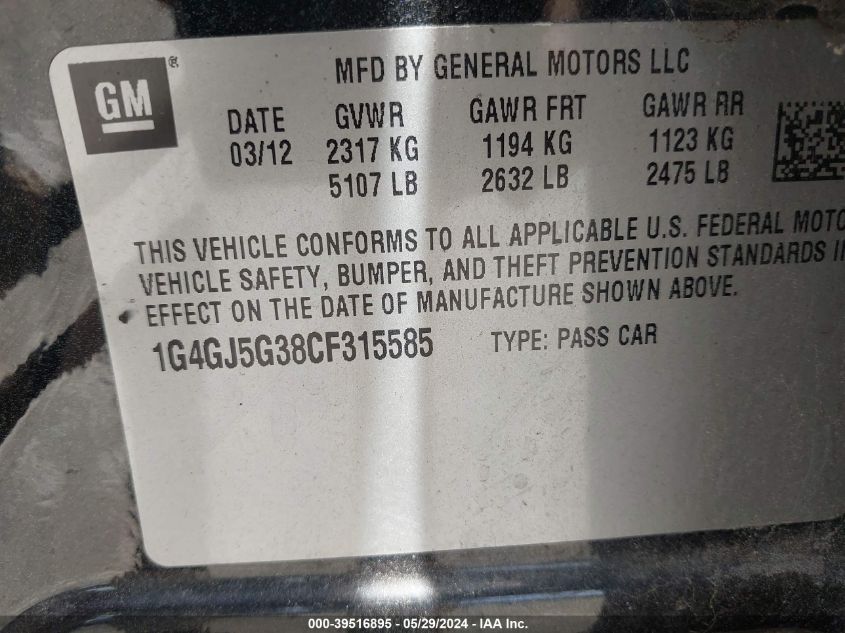 GM ®
MFD BY GENERAL MOTORS LLC
DATE GVWR GAWR FRT GAWR RR
03/12 2317 KG 1194 KG 1123 KG
5107 LB 2632 LB 2475 LB
THIS VEHICLE CONFORMS TO ALL APPLICABLE U.S. FEDERAL MOTO
VEHICLE SAFETY, BUMPER, AND THEFT PREVENTION STANDARDS I
EFFECT ON THE DATE OF MANUFACTURE SHOWN ABOVE.
1G4GJ5G38CF315585 TYPE: PASS CAR
000-39516895 - 05/29/2024 - IAA Inc.